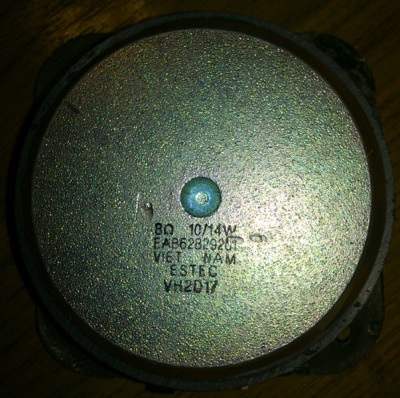 8Ω 10/14W
EAB62829201
VIET NAM
ESTEC
VH2D17